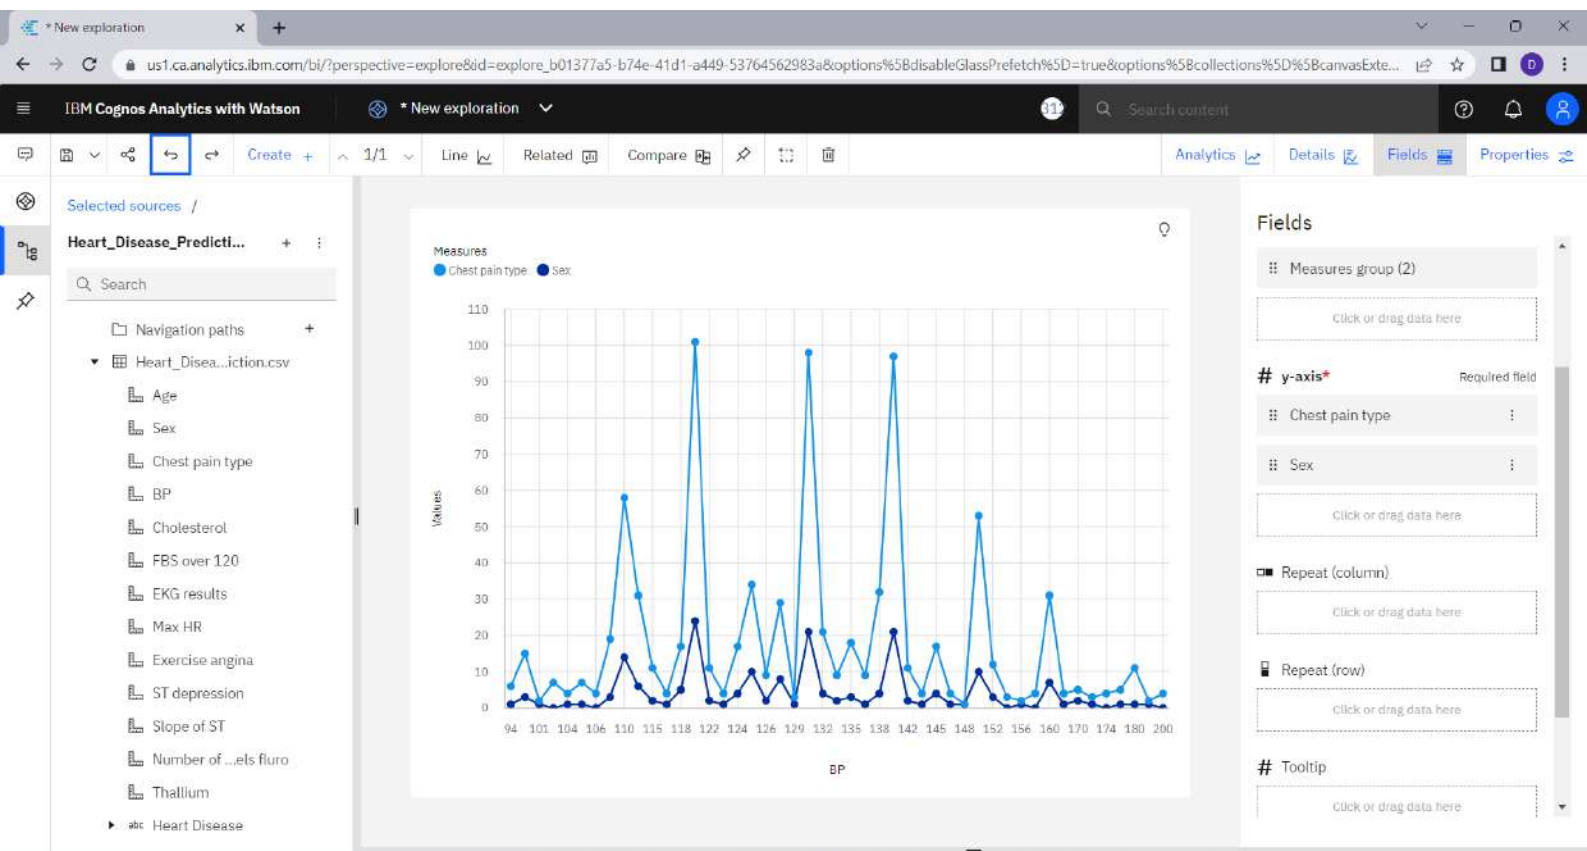 * New exploration
us1.ca.analytics.ibm.com/bi/?perspective=explore&id=explore_b01377a5-b74e-41d1-a449-53764562983a&options%5BdisableGlassPrefetch%5D=true&options%5Bcollections%5D%5BcanvasExte...
D
IBM Cognos Analytics with Watson
* New exploration
Search content
Create +
1/1
Line
Related
Compare
Analytics
Details
Fields
Properties
Selected sources /
Heart_Disease_Predicti...
Search
Navigation paths
Heart_Disea...iction.csv
Age
Sex
Chest pain type
BP
Cholesterol
FBS over 120
EKG results
Max HR
Exercise angina
ST depression
Slope of ST
Number of ...els fluro
Thallium
abc Heart Disease
Measures
Chest pain type Sex
110
100
90
80
70
60
50
40
30
20
10
0
Values
94 101 104 106 110 115 118 122 124 126 129 132 135 138 142 145 148 152 156 160 170 174 180 200
BP
Fields
Measures group (2)
Click or drag data here
# y-axis* Required field
Chest pain type
Sex
Click or drag data here
Repeat (column)
Click or drag data here
Repeat (row)
Click or drag data here
# Tooltip
Click or drag data here